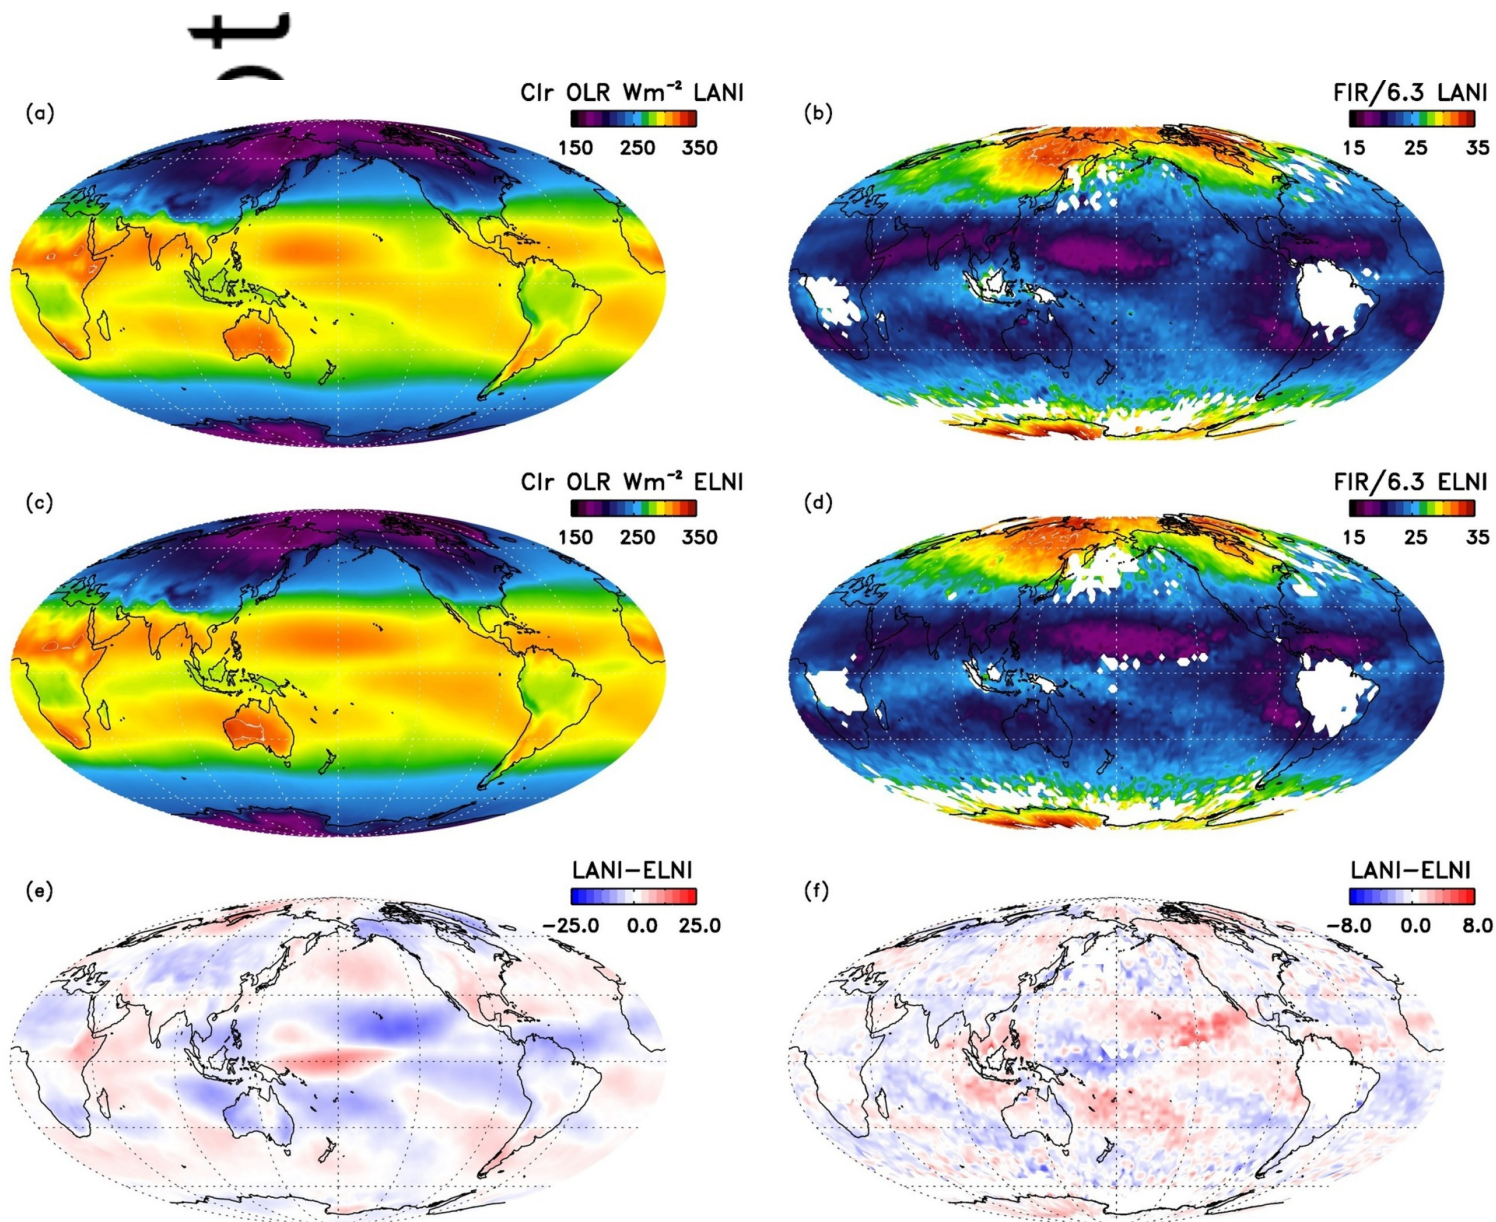 ot
(a)
Clr OLR Wm⁻² LANI
150 250 350
(b)
FIR/6.3 LANI
15 25 35
(c)
Clr OLR Wm⁻² ELNI
150 250 350
(d)
FIR/6.3 ELNI
15 25 35
(e)
LANI−ELNI
−25.0 0.0 25.0
(f)
LANI−ELNI
−8.0 0.0 8.0